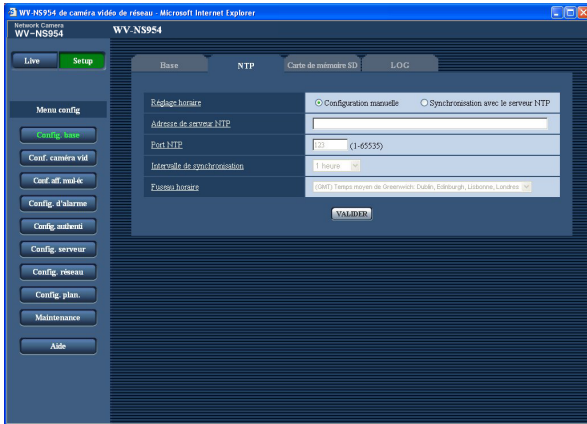 WV-NS954 de caméra vidéo de réseau - Microsoft Internet Explorer
Network Camera
WV-NS954
WV-NS954
Live Setup
Base NTP Carte de mémoire SD LOG
Menu config
Config. base
Conf. caméra vid
Conf. aff. mul-éc
Config. d'alarme
Config. authenti
Config. serveur
Config. réseau
Config. plan.
Maintenance
Aide
Réglage horaire Configuration manuelle Synchronisation avec le serveur NTP
Adresse de serveur NTP
Port NTP 123 (1-65535)
Intervalle de synchronisation 1 heure
Fuseau horaire (GMT) Temps moyen de Greenwich: Dublin, Edinburgh, Lisbonne, Londres
VALIDER